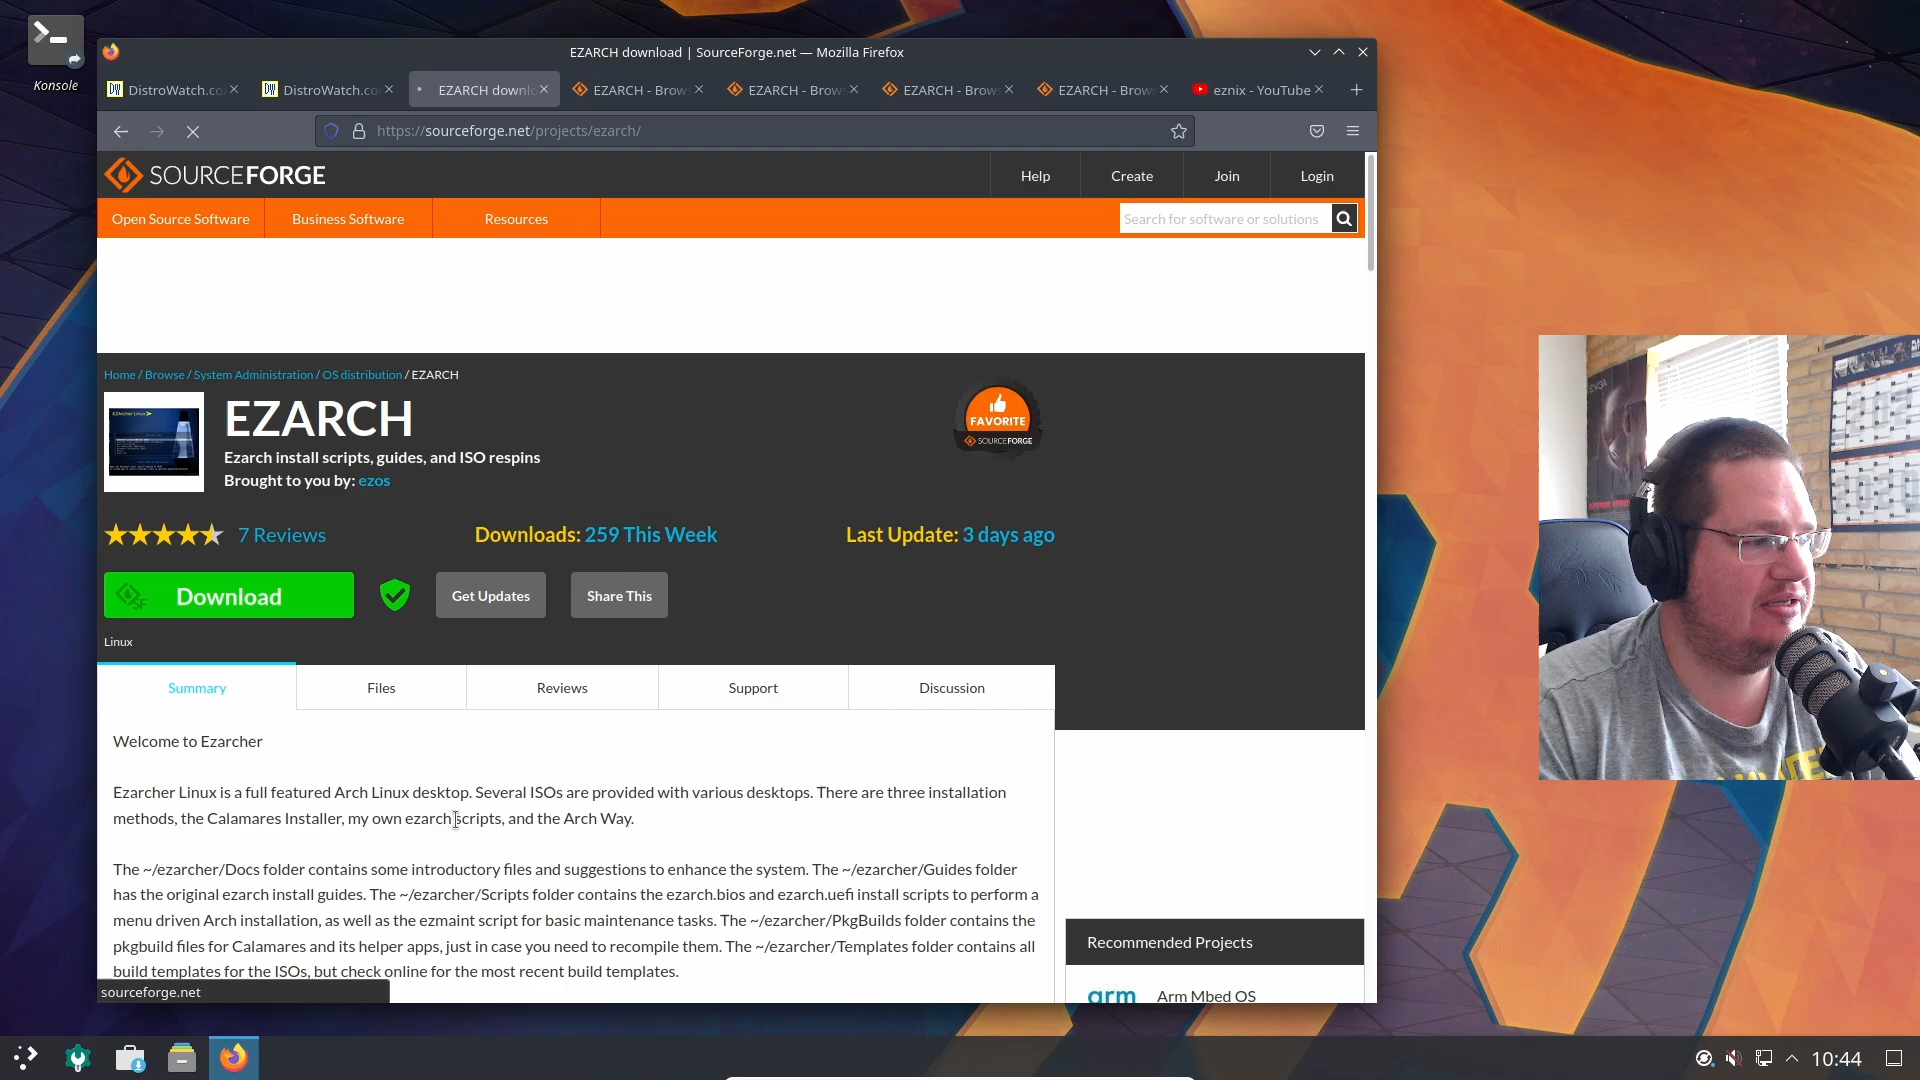 Konsole
EZARCH download | SourceForge.net — Mozilla Firefox
DistroWatch.co
DistroWatch.co
EZARCH downl
EZARCH - Brow
EZARCH - Brow
EZARCH - Brow
EZARCH - Brow
eznix - YouTube
https://sourceforge.net/projects/ezarch/
SOURCEFORGE
Help
Create
Join
Login
Open Source Software
Business Software
Resources
Search for software or solutions
Home / Browse / System Administration / OS distribution / EZARCH
EZARCH
Ezarch install scripts, guides, and ISO respins
Brought to you by: ezos
FAVORITE
SOURCEFORGE
7 Reviews
Downloads: 259 This Week
Last Update: 3 days ago
SF
Download
Get Updates
Share This
Linux
Summary
Files
Reviews
Support
Discussion
Welcome to Ezarcher
Ezarcher Linux is a full featured Arch Linux desktop. Several ISOs are provided with various desktops. There are three installation
methods, the Calamares Installer, my own ezarch scripts, and the Arch Way.
The ~/ezarcher/Docs folder contains some introductory files and suggestions to enhance the system. The ~/ezarcher/Guides folder
has the original ezarch install guides. The ~/ezarcher/Scripts folder contains the ezarch.bios and ezarch.uefi install scripts to perform a
menu driven Arch installation, as well as the ezmaint script for basic maintenance tasks. The ~/ezarcher/PkgBuilds folder contains the
pkgbuild files for Calamares and its helper apps, just in case you need to recompile them. The ~/ezarcher/Templates folder contains all
build templates for the ISOs, but check online for the most recent build templates.
Recommended Projects
arm
Arm Mbed OS
sourceforge.net
10:44